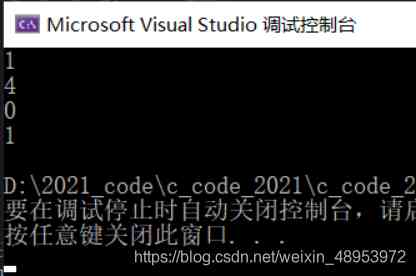 Microsoft Visual Studio 调试控制台
1
4
0
1
D:\2021_code\c_code_2021\c_code_2
要在调试停止时自动关闭控制台，请启
按任意键关闭此窗口. . .
https://blog.csdn.net/weixin_48953972